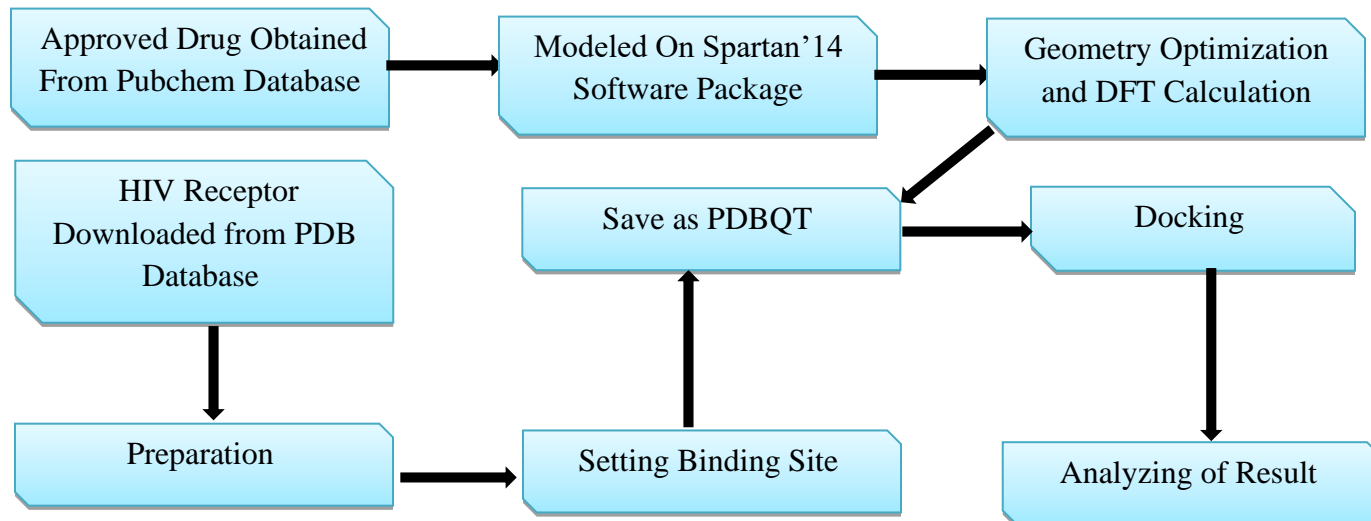 Approved Drug Obtained
From Pubchem Database
Modeled On Spartan’14
Software Package
Geometry Optimization
and DFT Calculation
HIV Receptor
Downloaded from PDB
Database
Save as PDBQT
Docking
Preparation
Setting Binding Site
Analyzing of Result